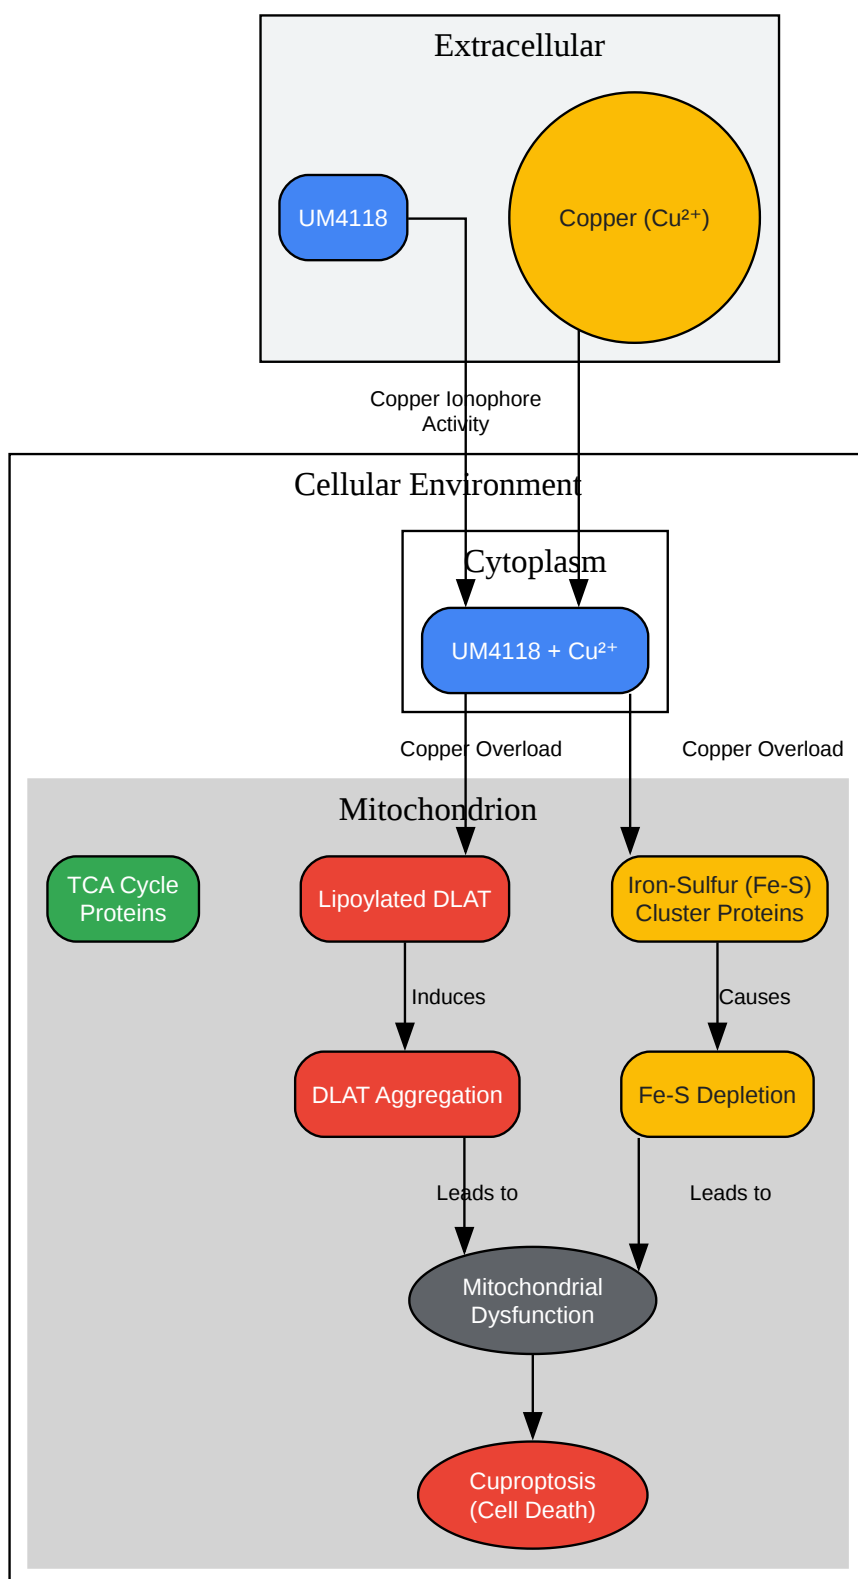 Extracellular
UM4118
Copper (Cu²⁺)
Copper Ionophore
Activity
Cellular Environment
Cytoplasm
UM4118 + Cu²⁺
Copper Overload
Copper Overload
Mitochondrion
TCA Cycle
Proteins
Lipoylated DLAT
Iron-Sulfur (Fe-S)
Cluster Proteins
Induces
Causes
DLAT Aggregation
Fe-S Depletion
Leads to
Leads to
Mitochondrial
Dysfunction
Cuproptosis
(Cell Death)